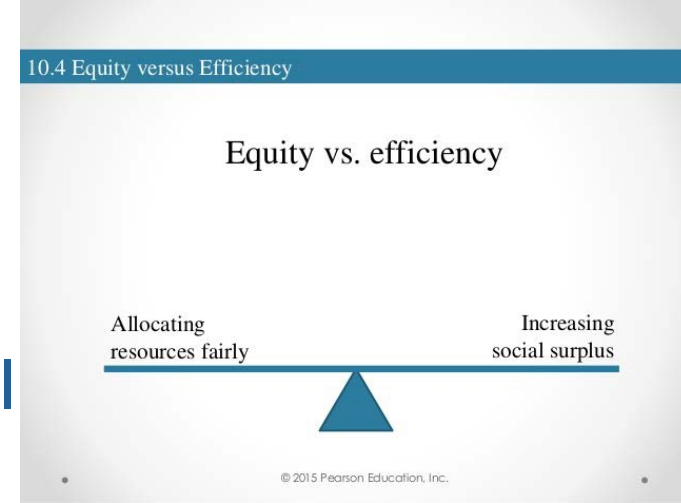 10.4 Equity versus Efficiency
Equity vs. efficiency
Allocating
resources fairly
Increasing
social surplus
© 2015 Pearson Education, Inc.